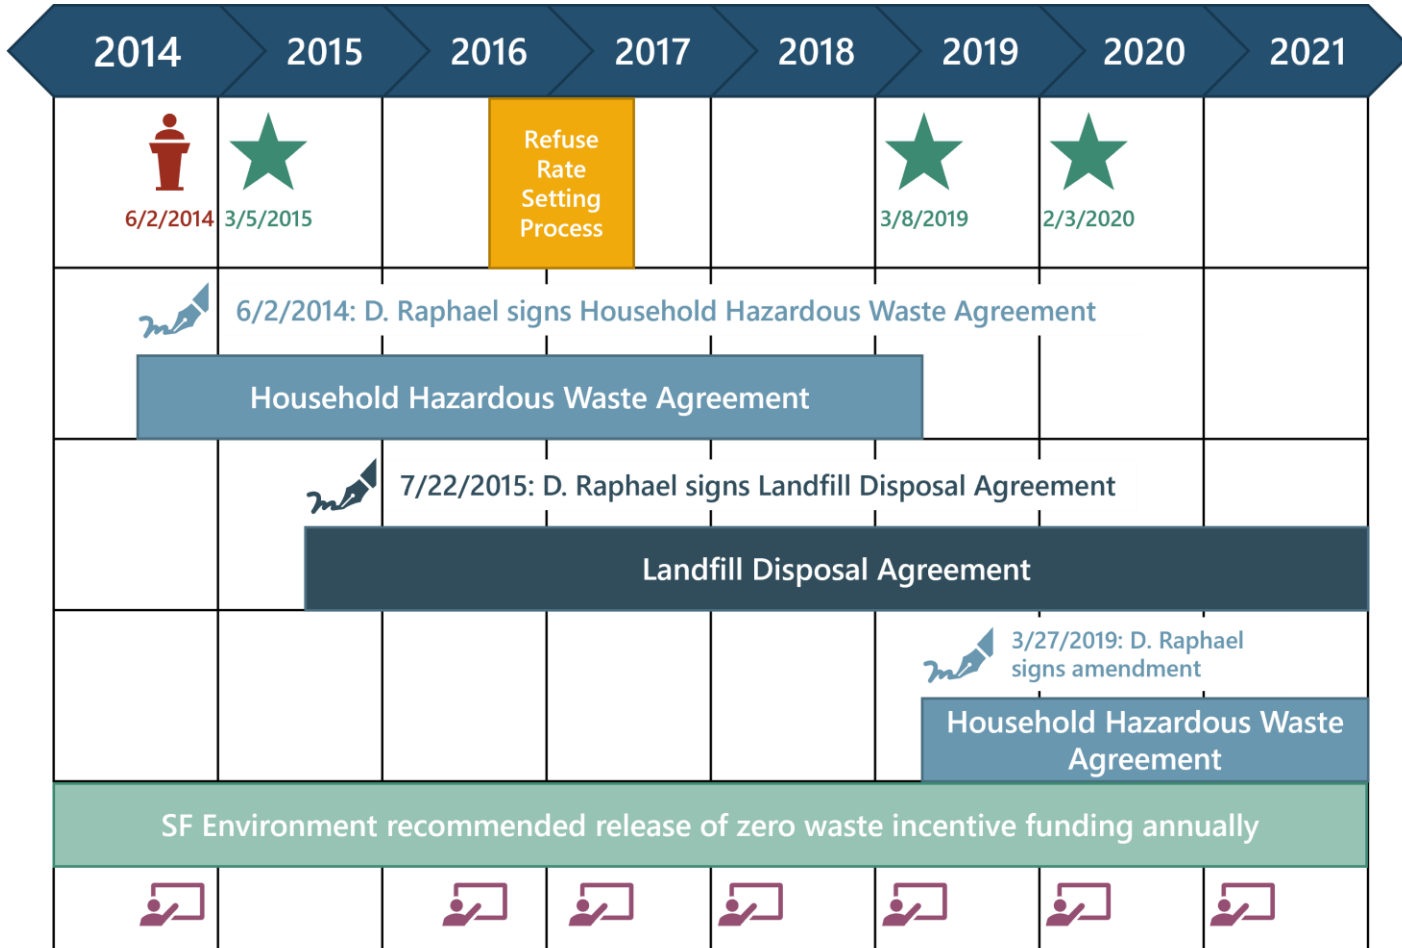 2014 2015 2016 2017 2018 2019 2020 2021
Refuse
Rate
Setting
Process
6/2/2014 3/5/2015 3/8/2019 2/3/2020
6/2/2014: D. Raphael signs Household Hazardous Waste Agreement
Household Hazardous Waste Agreement
7/22/2015: D. Raphael signs Landfill Disposal Agreement
Landfill Disposal Agreement
3/27/2019: D. Raphael
signs amendment
Household Hazardous Waste
Agreement
SF Environment recommended release of zero waste incentive funding annually